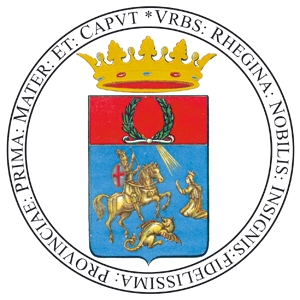 *VRBS: RHEGINA: NOBILIS: INSIGNIS: FIDELISSIMA: PROVINCIAE: PRIMA: MATER: ET: CAPVT